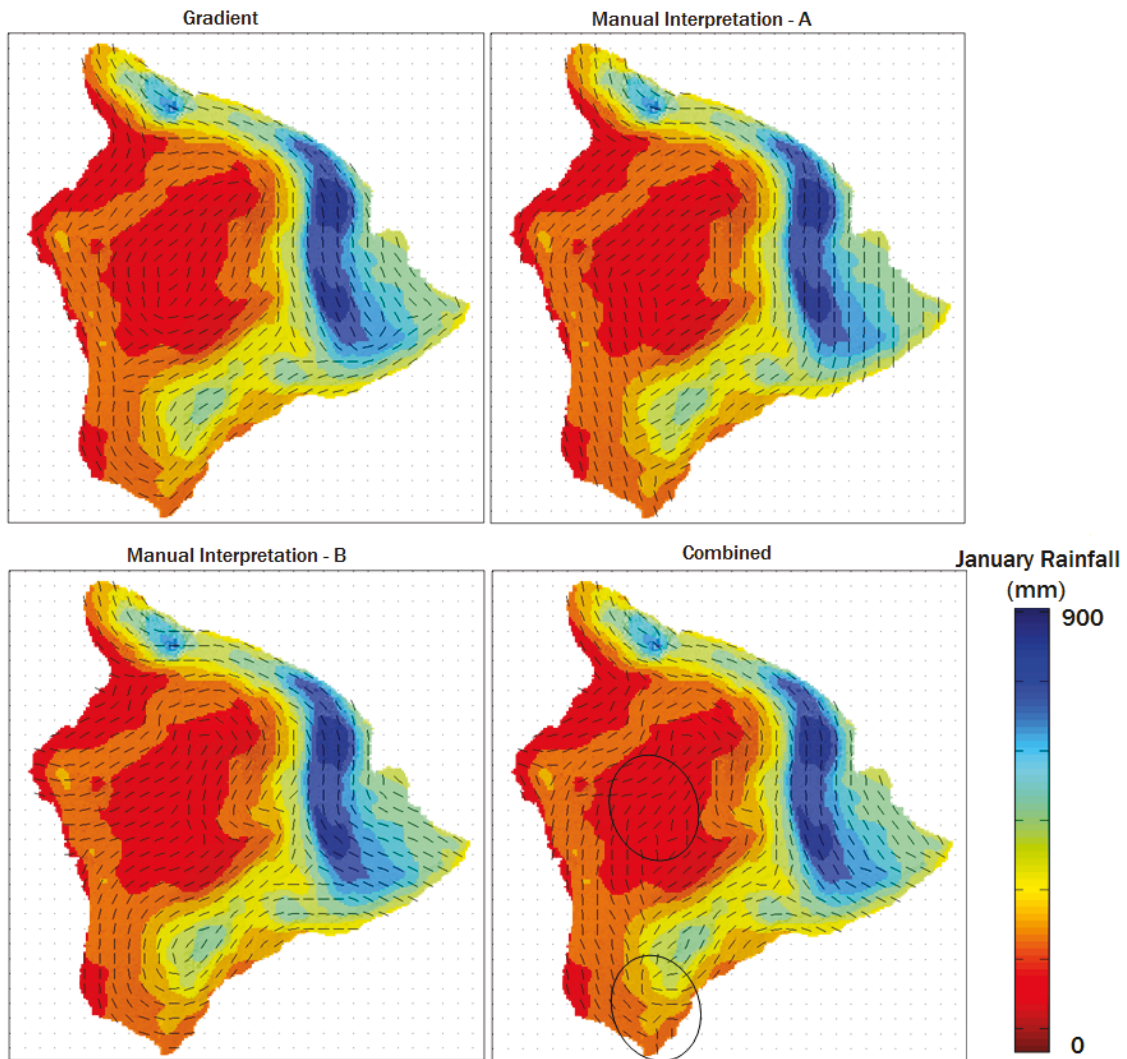 Gradient
Manual Interpretation - A
Manual Interpretation - B
Combined
January Rainfall
(mm)
900
0